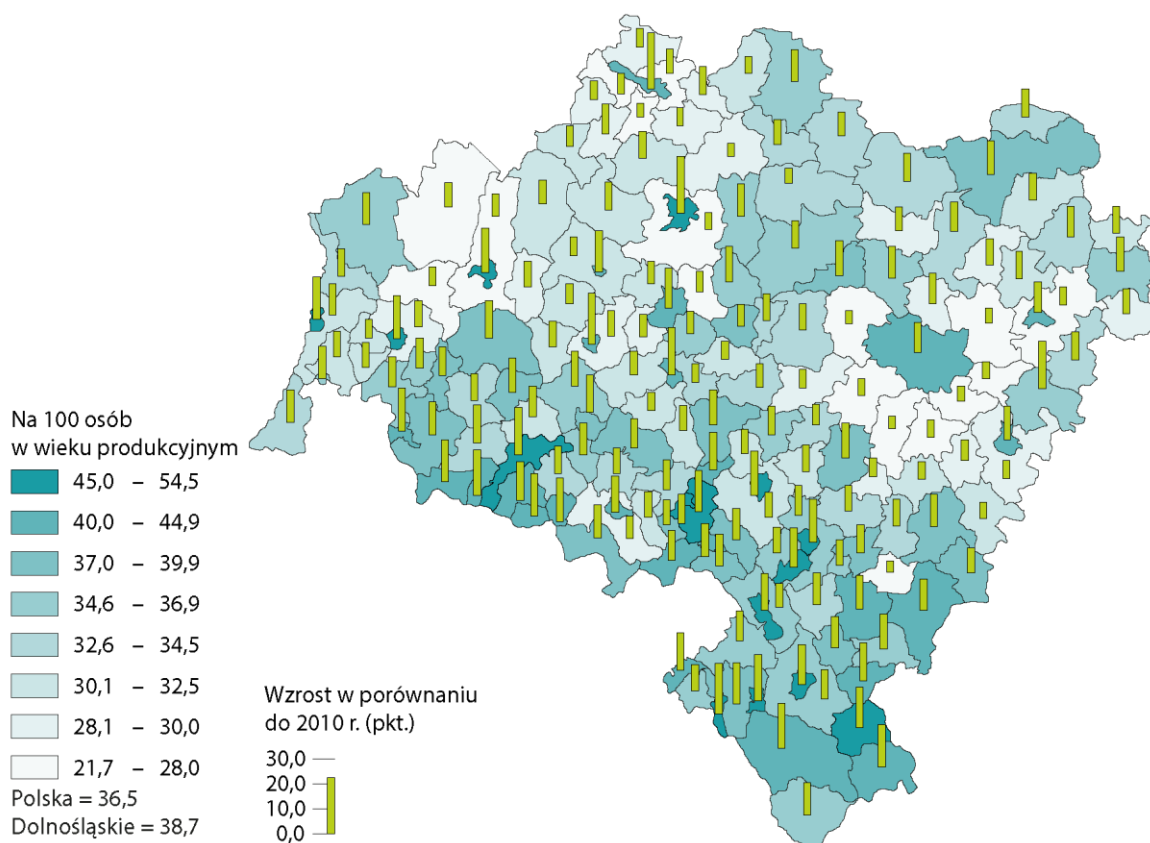 Na 100 osób
w wieku produkcyjnym
45,0 – 54,5
40,0 – 44,9
37,0 – 39,9
34,6 – 36,9
32,6 – 34,5
30,1 – 32,5
28,1 – 30,0
21,7 – 28,0
Polska = 36,5
Dolnośląskie = 38,7
Wzrost w porównaniu
do 2010 r. (pkt.)
30,0
20,0
10,0
0,0